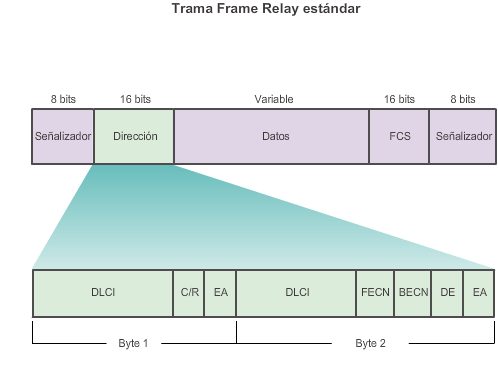 Trama Frame Relay estándar
8 bits 16 bits Variable 16 bits 8 bits
Señalizador Dirección Datos FCS Señalizador
DLCI C/R EA DLCI FECN BECN DE EA
Byte 1 Byte 2